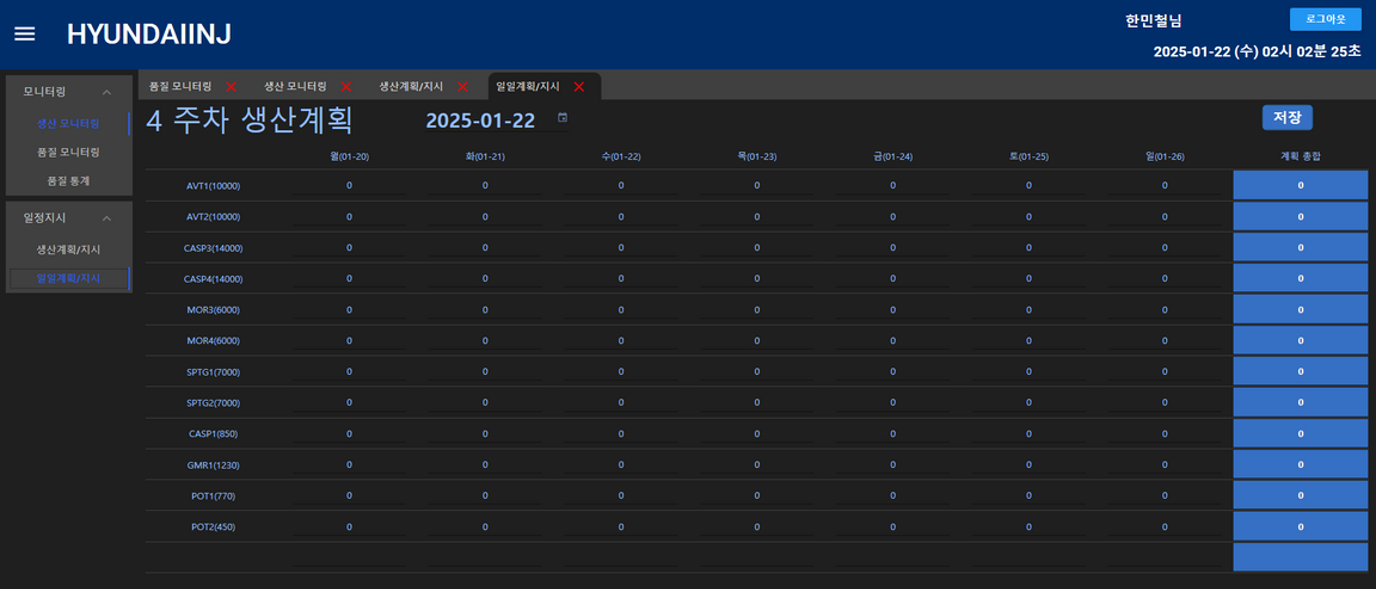 HYUNDAIINJ
한민철님
로그아웃
2025-01-22 (수) 02시 02분 25초
모니터링
생산 모니터링
품질 모니터링
품질 통계
일정지시
생산계획/지시
일일계획/지시
품질 모니터링 생산 모니터링 생산계획/지시 일일계획/지시
4 주차 생산계획 2025-01-22 저장
월(01-20) 화(01-21) 수(01-22) 목(01-23) 금(01-24) 토(01-25) 일(01-26) 계획 총합
AVT1(10000) 0 0 0 0 0 0 0 0
AVT2(10000) 0 0 0 0 0 0 0 0
CASP3(14000) 0 0 0 0 0 0 0 0
CASP4(14000) 0 0 0 0 0 0 0 0
MOR3(6000) 0 0 0 0 0 0 0 0
MOR4(6000) 0 0 0 0 0 0 0 0
SPTG1(7000) 0 0 0 0 0 0 0 0
SPTG2(7000) 0 0 0 0 0 0 0 0
CASP1(850) 0 0 0 0 0 0 0 0
GMR1(1230) 0 0 0 0 0 0 0 0
POT1(770) 0 0 0 0 0 0 0 0
POT2(450) 0 0 0 0 0 0 0 0